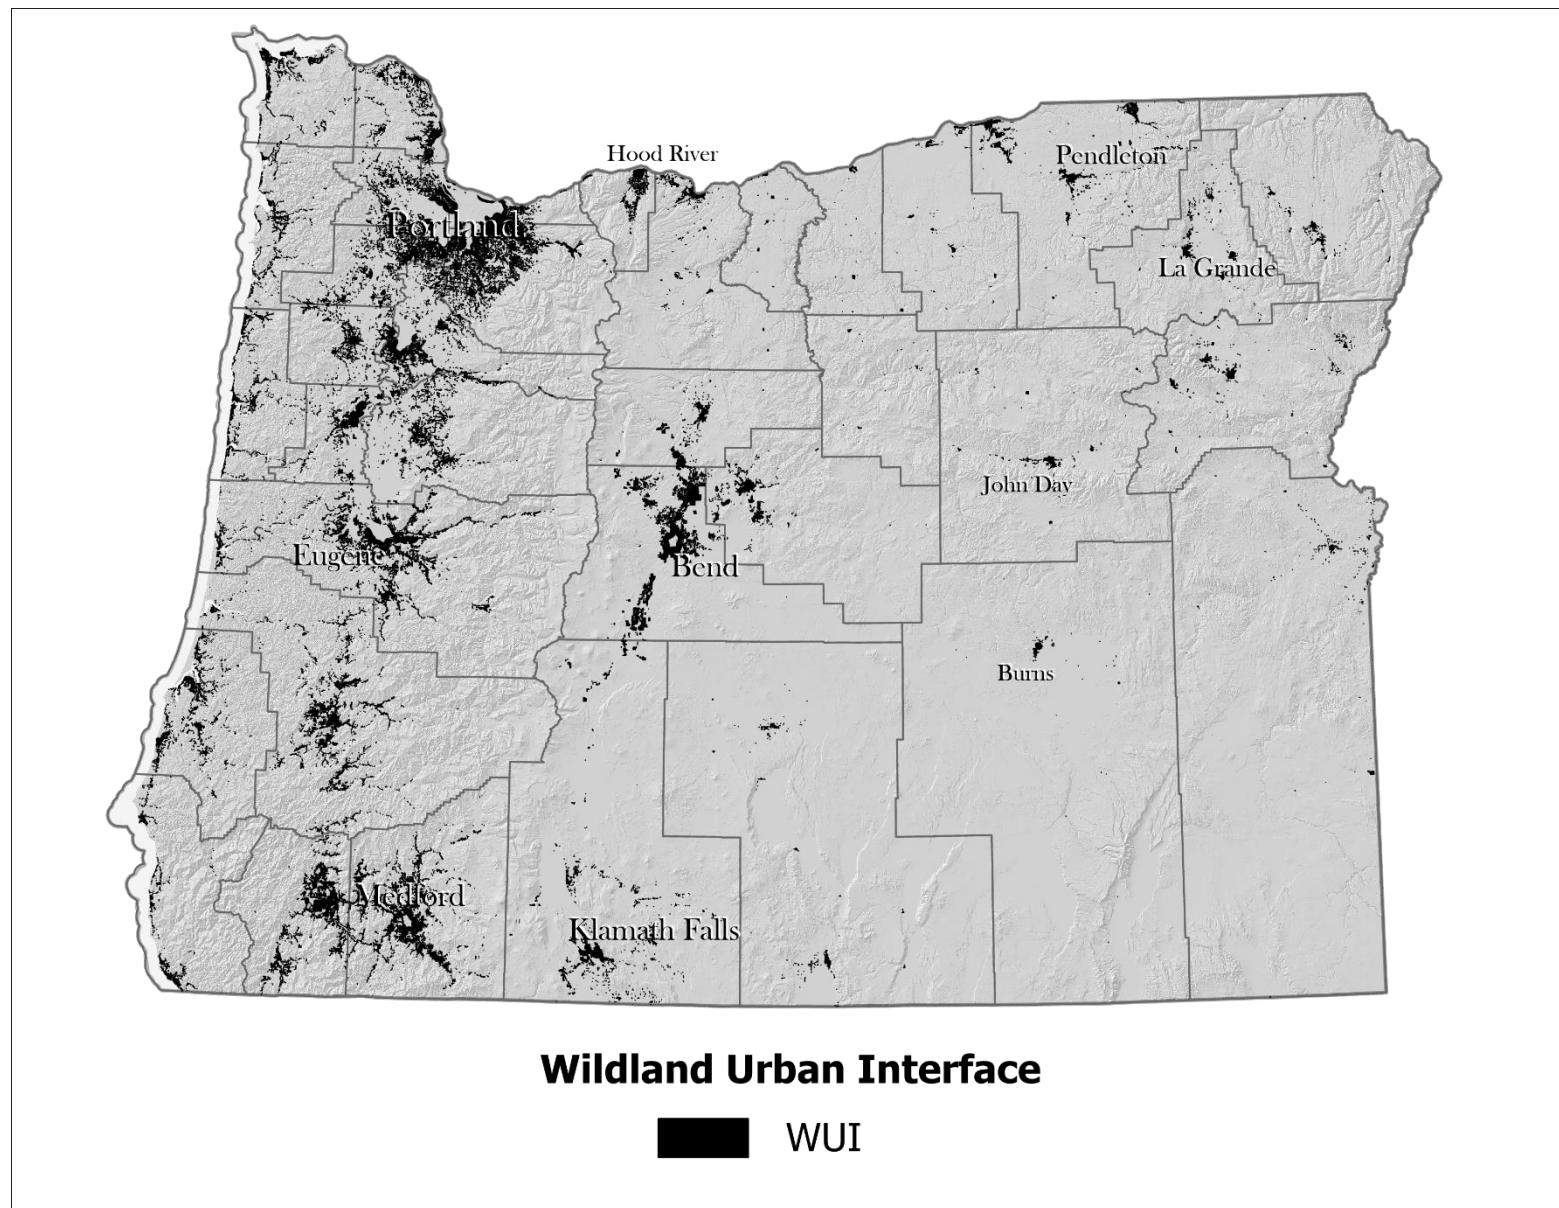 Hood River
Pendleton
Portland
La Grande
John Day
Eugene
Bend
Burns
Medford
Klamath Falls
Wildland Urban Interface
WUI